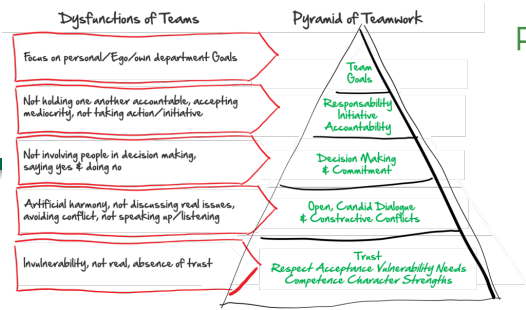 Dysfunctions of Teams
Pyramid of Teamwork
P
Focus on personal/Ego/own department Goals
Team
Goals
Not holding one another accountable, accepting
mediocrity, not taking action/initiative
Responsability
Initiative
Accountability
Not involving people in decision making,
saying yes & doing no
Decision Making
& Commitment
Artificial harmony, not discussing real issues,
avoiding conflict, not speaking up/listening
Open, Candid Dialogue
& Constructive Conflicts
Invulnerability, not real, absence of trust
Trust
Respect Acceptance Vulnerability Needs
Competence Character Strengths